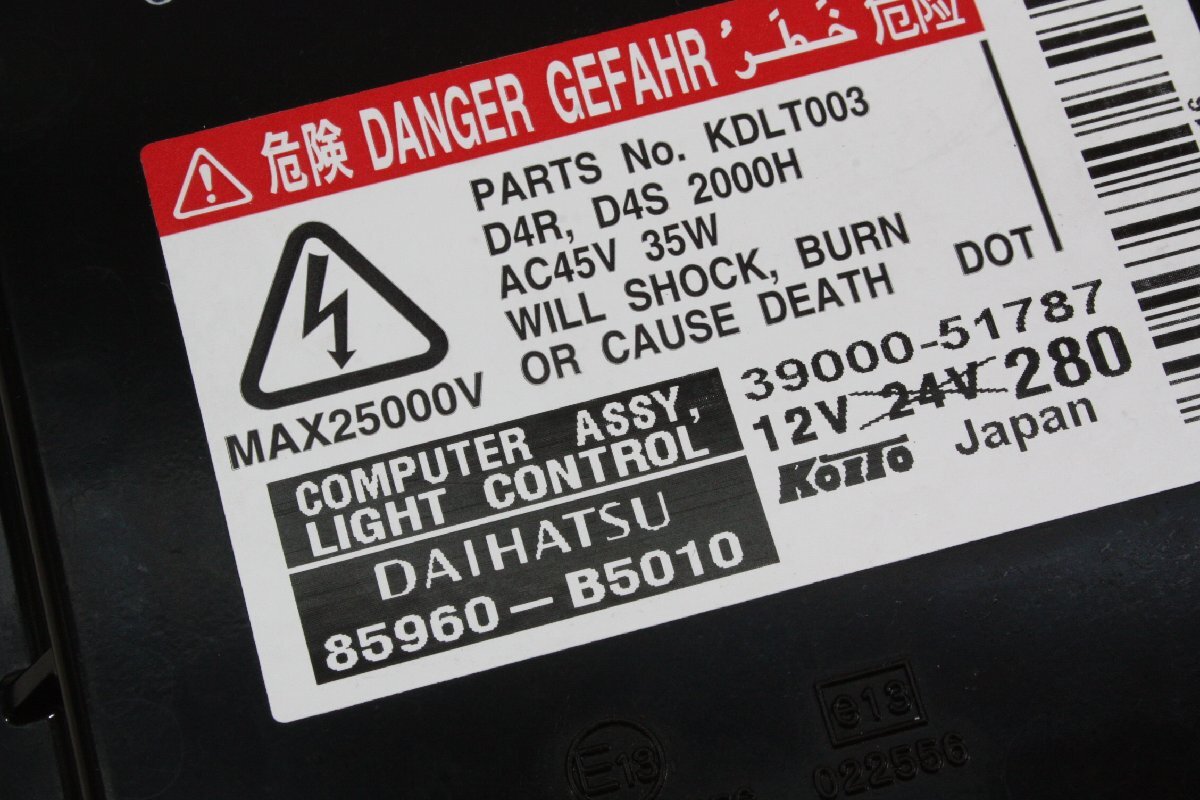 危険 DANGER GEFAHR خَطَرُ 危险
PARTS No. KDLT003
D4R, D4S 2000H
AC45V 35W
WILL SHOCK, BURN
OR CAUSE DEATH
DOT
MAX25000V
39000-51787
12V 24V 280
KOITO Japan
COMPUTER ASSY,
LIGHT CONTROL
DAIHATSU
85960-B5010
e13
E13
022556